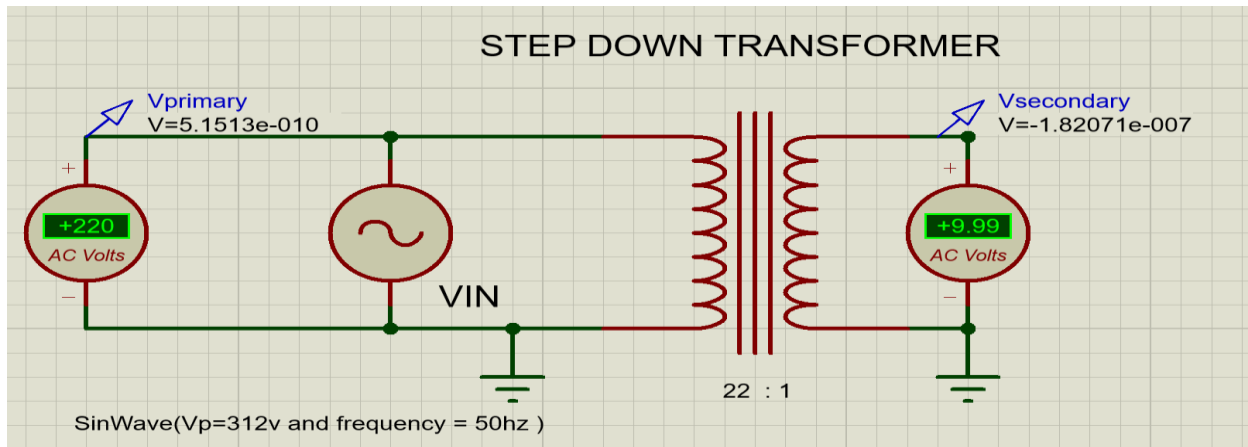 STEP DOWN TRANSFORMER
Vprimary
V=5.1513e-010
Vsecondary
V=-1.82071e-007
+
+220
AC Volts
−
VIN
+
+9.99
AC Volts
−
22 : 1
SinWave(Vp=312v and frequency = 50hz )